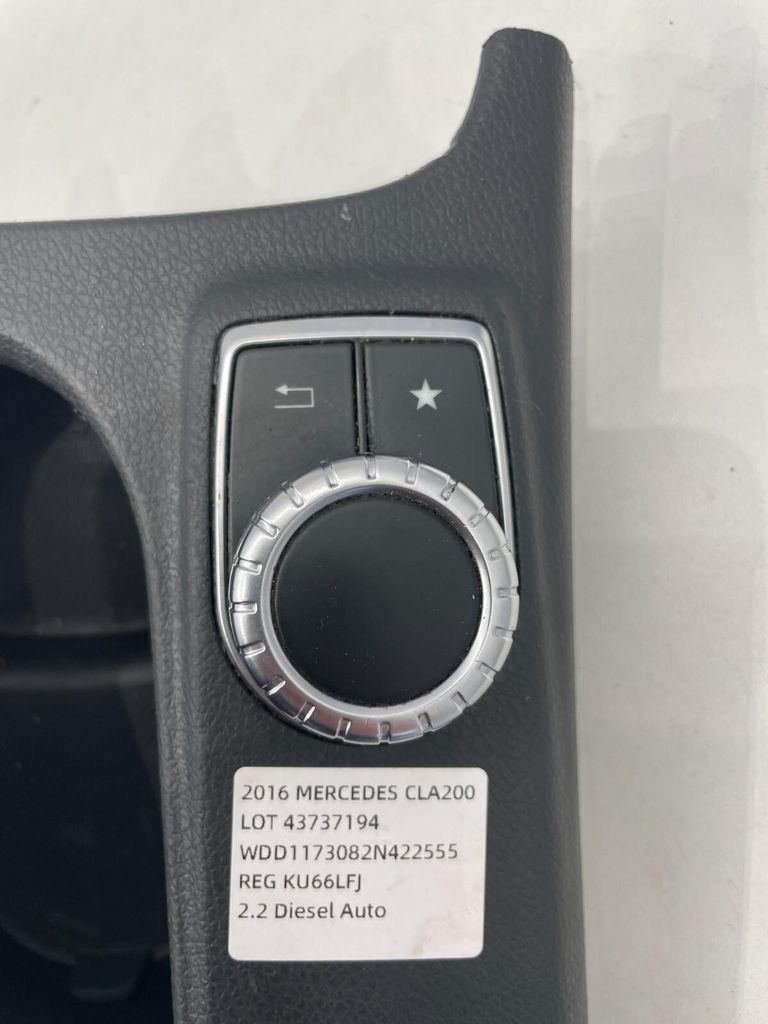 2016 MERCEDES CLA200
LOT 43737194
WDD1173082N422555
REG KU66LFJ
2.2 Diesel Auto